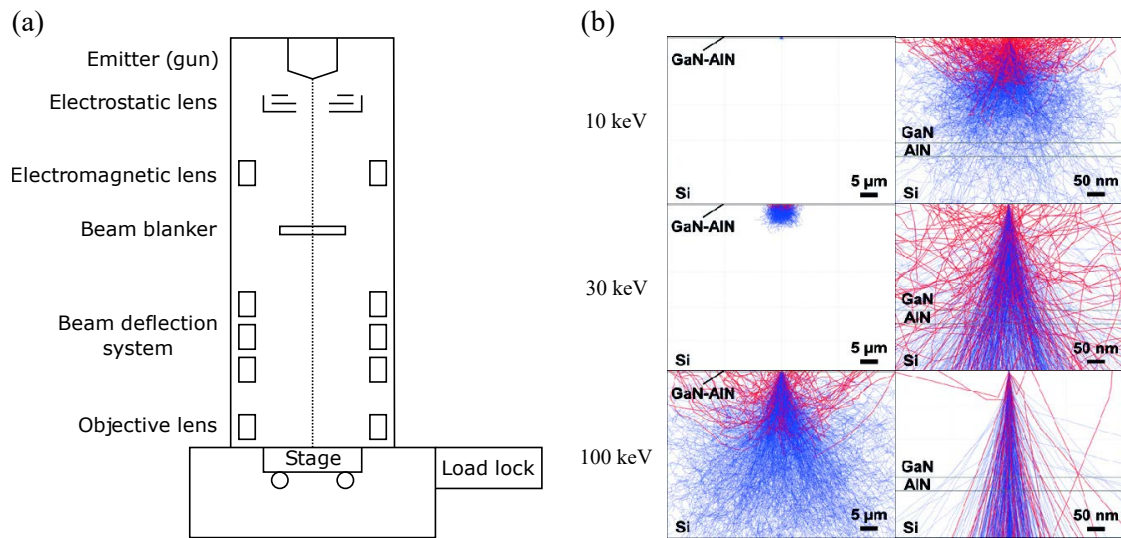 (a)
Emitter (gun)
Electrostatic lens
Electromagnetic lens
Beam blanker
Beam deflection
system
Objective lens
Stage
Load lock
(b)
10 keV
GaN-AlN
Si
5 μm
GaN
AlN
Si
50 nm
30 keV
GaN-AlN
Si
5 μm
GaN
AlN
Si
50 nm
100 keV
GaN-AlN
Si
5 μm
GaN
AlN
Si
50 nm